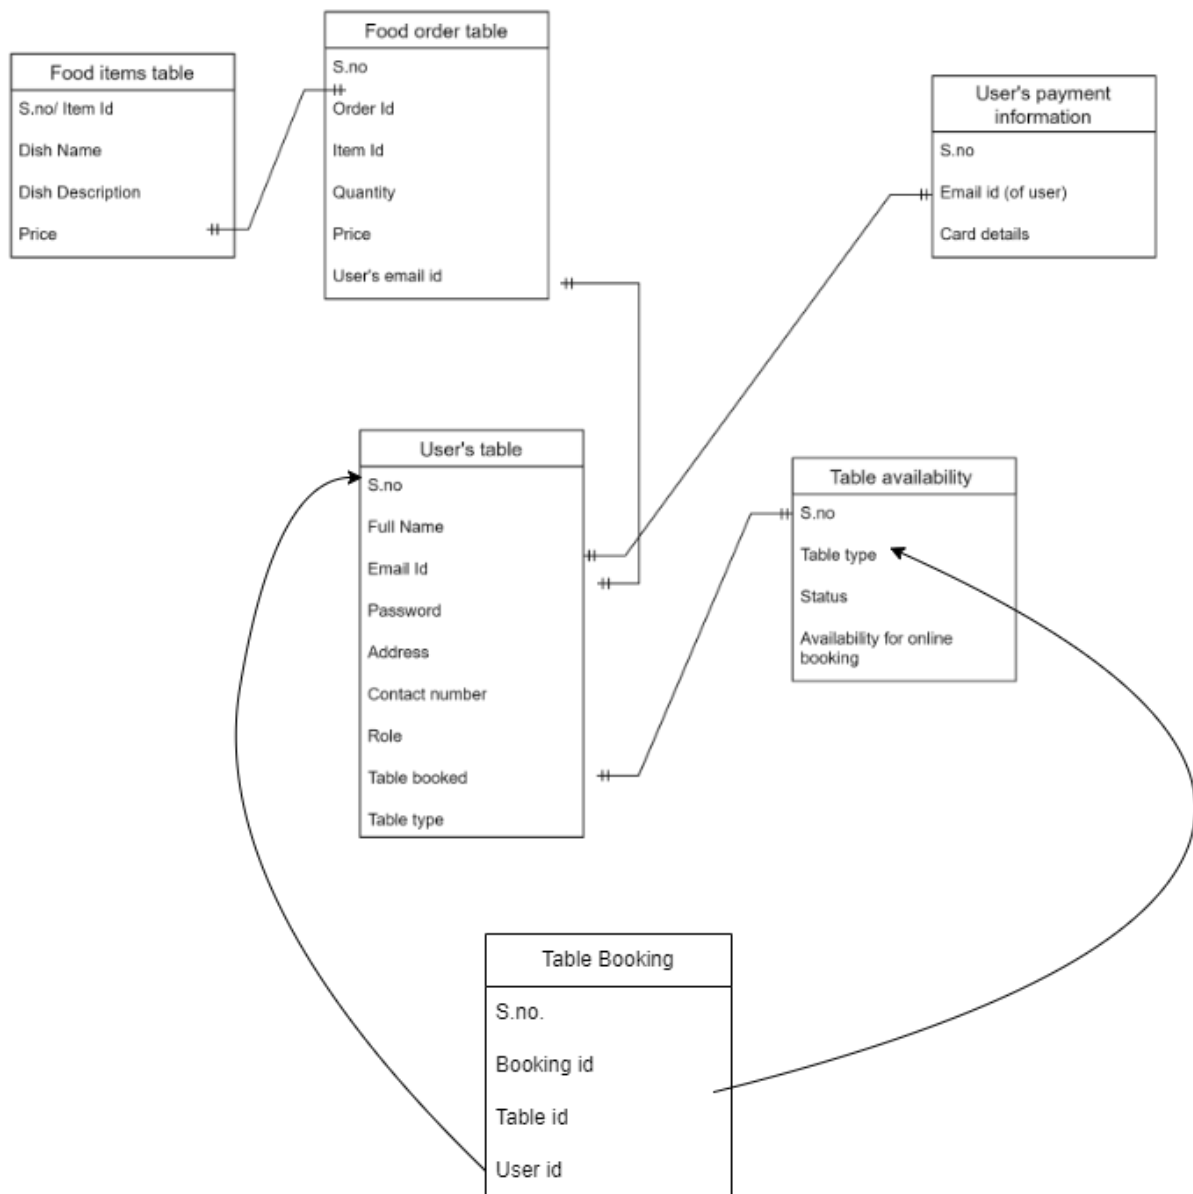 Food order table
S.no
Order Id
Item Id
Quantity
Price
User's email id
Food items table
S.no/ Item Id
Dish Name
Dish Description
Price
User's payment
information
S.no
Email id (of user)
Card details
User's table
S.no
Full Name
Email Id
Password
Address
Contact number
Role
Table booked
Table type
Table availability
S.no
Table type
Status
Availability for online
booking
Table Booking
S.no.
Booking id
Table id
User id